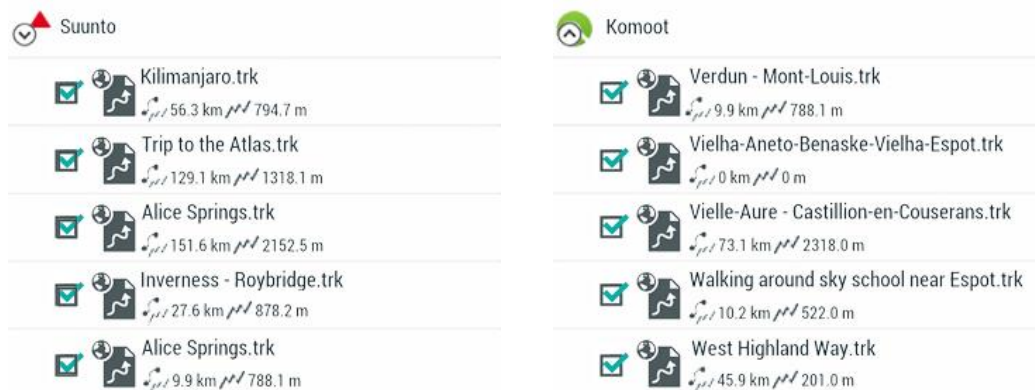 Suunto
Kilimanjaro.trk
56.3 km 794.7 m
Trip to the Atlas.trk
129.1 km 1318.1 m
Alice Springs.trk
151.6 km 2152.5 m
Inverness - Roybridge.trk
27.6 km 878.2 m
Alice Springs.trk
9.9 km 788.1 m
Komoot
Verdun - Mont-Louis.trk
9.9 km 788.1 m
Vielha-Aneto-Benaske-Vielha-Espot.trk
0 km 0 m
Vielle-Aure - Castillion-en-Couserans.trk
73.1 km 2318.0 m
Walking around sky school near Espot.trk
10.2 km 522.0 m
West Highland Way.trk
45.9 km 201.0 m